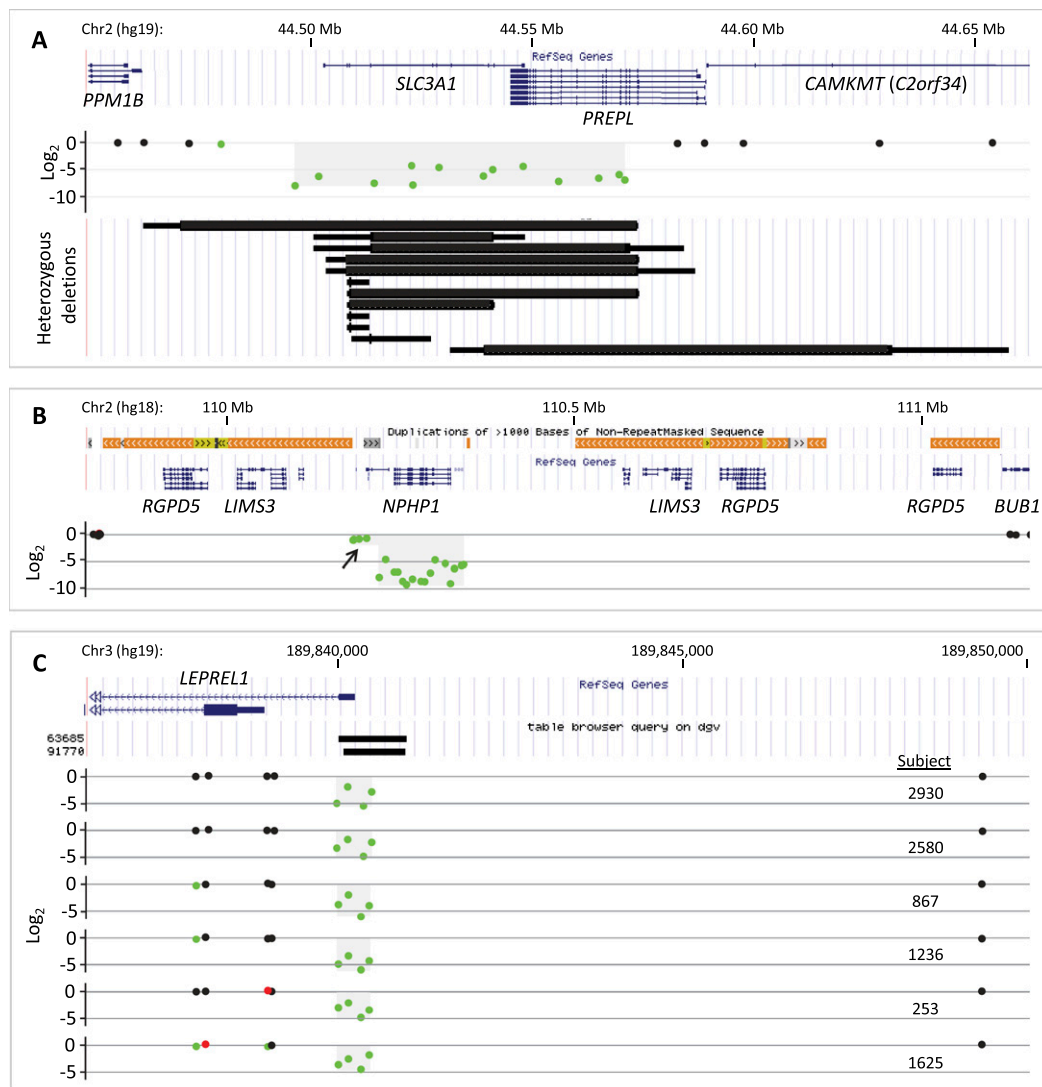 A
Chr2 (hg19): 44.50 Mb 44.55 Mb 44.60 Mb 44.65 Mb
RefSeq Genes
PPM1B SLC3A1 CAMKMT (C2orf34)
PREPL
Log2
0
-5
-10
Heterozygous
deletions
B
Chr2 (hg18): 110 Mb 110.5 Mb 111 Mb
Duplications of >1000 Bases of Non-RepeatMasked Sequence
RefSeq Genes
RGPD5 LIMS3 NPHP1 LIMS3 RGPD5 RGPD5 BUB1
Log2
0
-5
-10
C
Chr3 (hg19): 189,840,000 189,845,000 189,850,000
LEPREL1
RefSeq Genes
table browser query on dgv
63685
91770
Subject
Log2
0
-5
2930
0
-5
2580
0
-5
867
0
-5
1236
0
-5
253
0
-5
1625